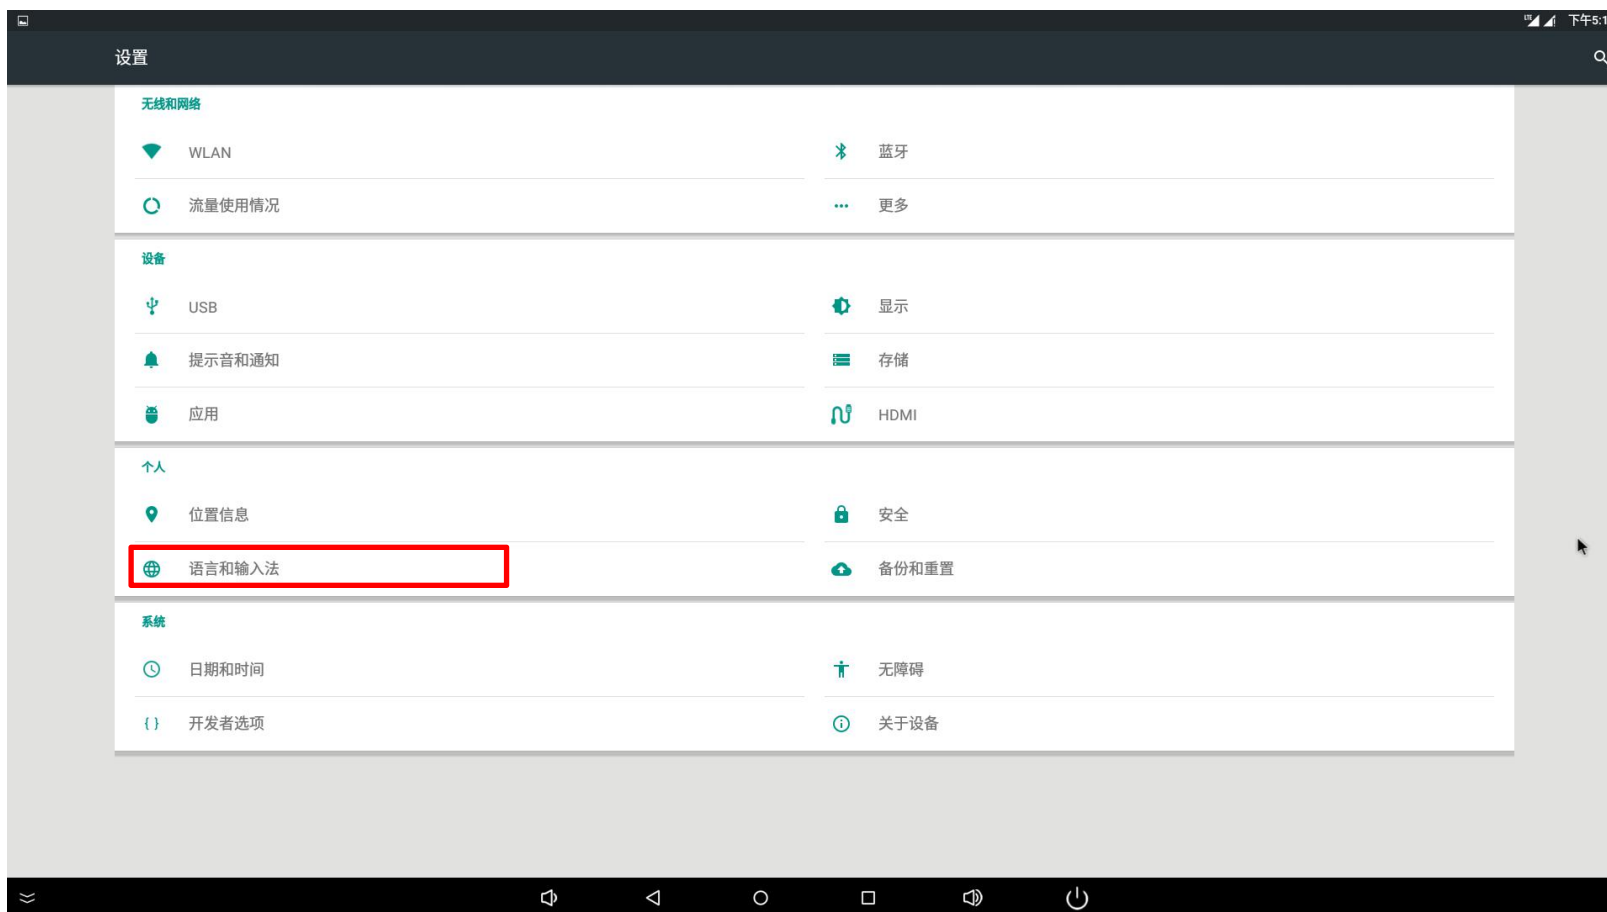 LTE 下午5:1
设置
无线和网络
WLAN 蓝牙
流量使用情况 更多
设备
USB 显示
提示音和通知 存储
应用 HDMI
个人
位置信息 安全
语言和输入法 备份和重置
系统
日期和时间 无障碍
开发者选项 关于设备